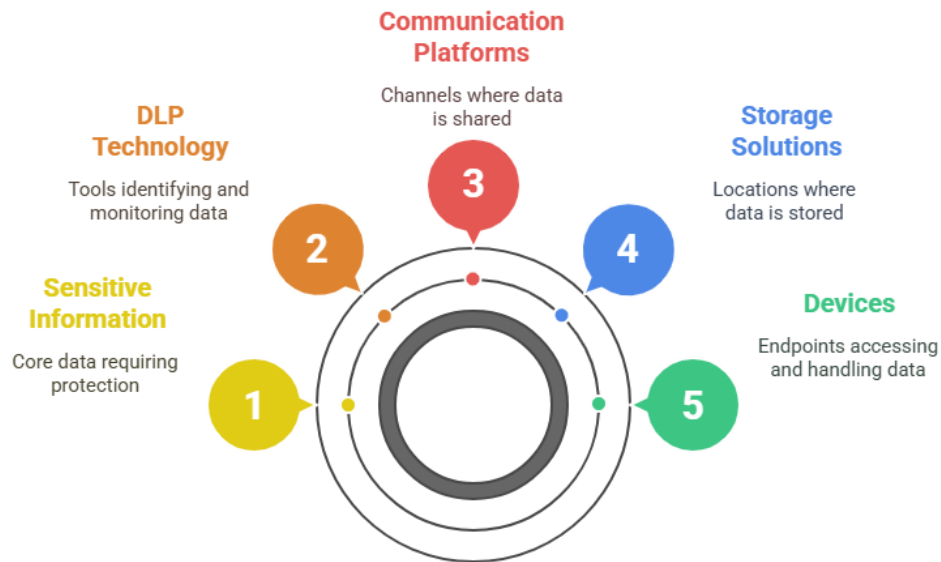 Sensitive
Information
Core data requiring
protection
1
DLP
Technology
Tools identifying and
monitoring data
2
Communication
Platforms
Channels where data
is shared
3
Storage
Solutions
Locations where
data is stored
4
Devices
Endpoints accessing
and handling data
5